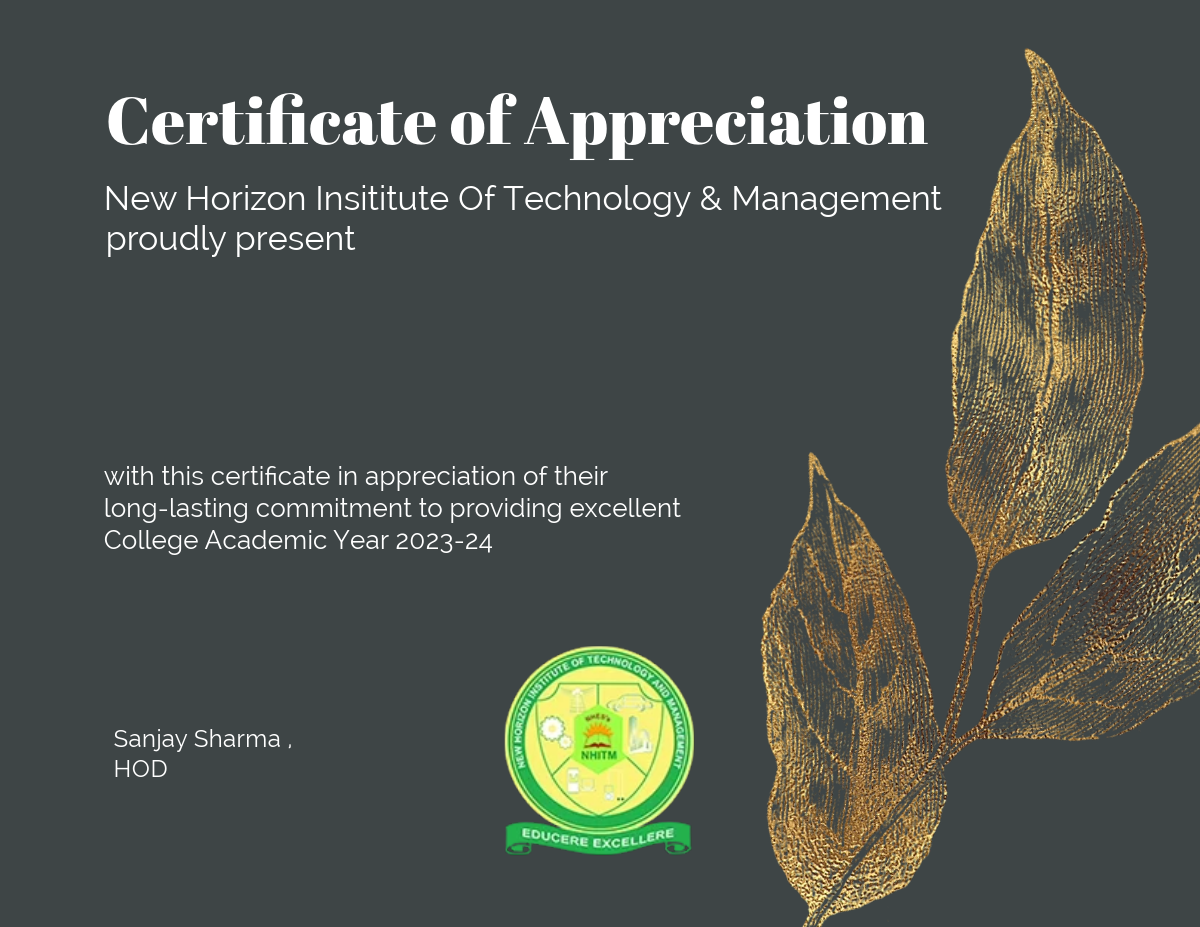 Certificate of Appreciation
New Horizon Insititute Of Technology & Management
proudly present
with this certificate in appreciation of their
long-lasting commitment to providing excellent
College Academic Year 2023-24
Sanjay Sharma ,
HOD
NEW HORIZON INSTITUTE OF TECHNOLOGY AND MANAGEMENT
NHES's
NHITM
EDUCERE EXCELLERE